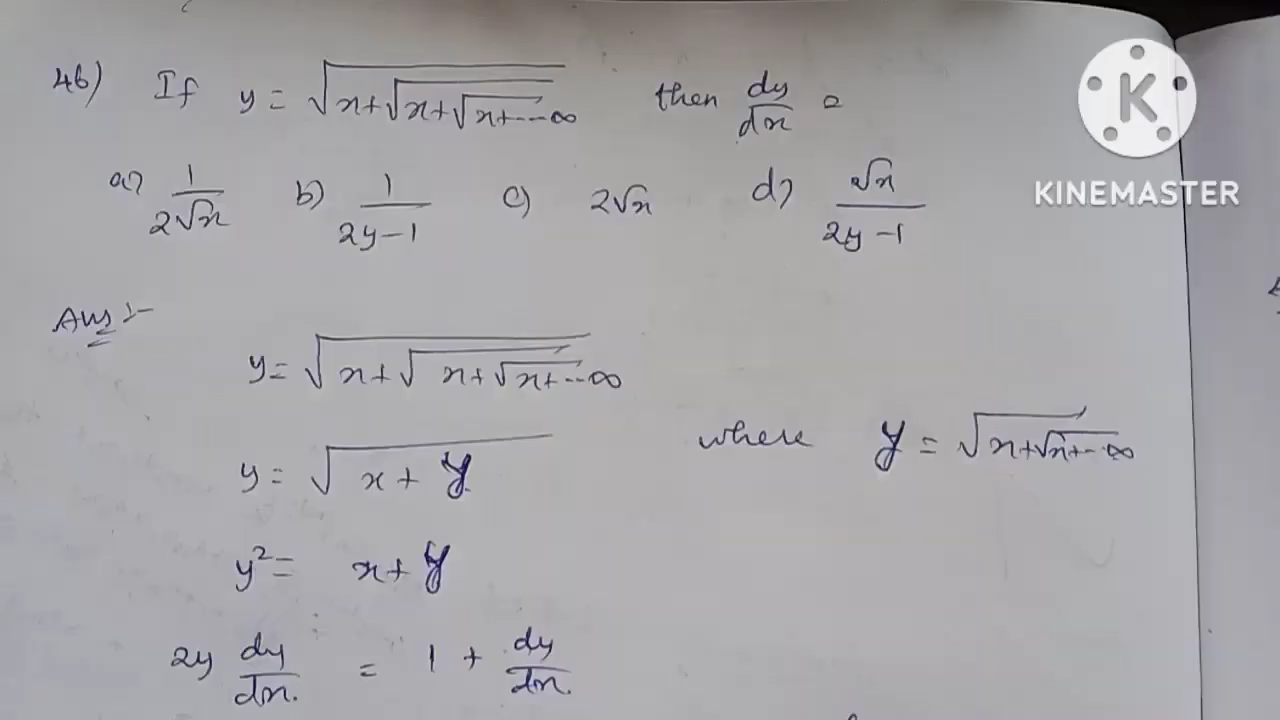 46) If y = √(x+√(x+√(x+---∞ then dy/dx =
a) 1/(2√x) b) 1/(2y-1) c) 2√x d) √x/(2y-1)
K
KINEMASTER
Ans :-
y = √(x+√(x+√(x+---∞
y = √(x+y) where y = √(x+√(x+---∞
y² = x+y
2y dy/dx = 1 + dy/dx.